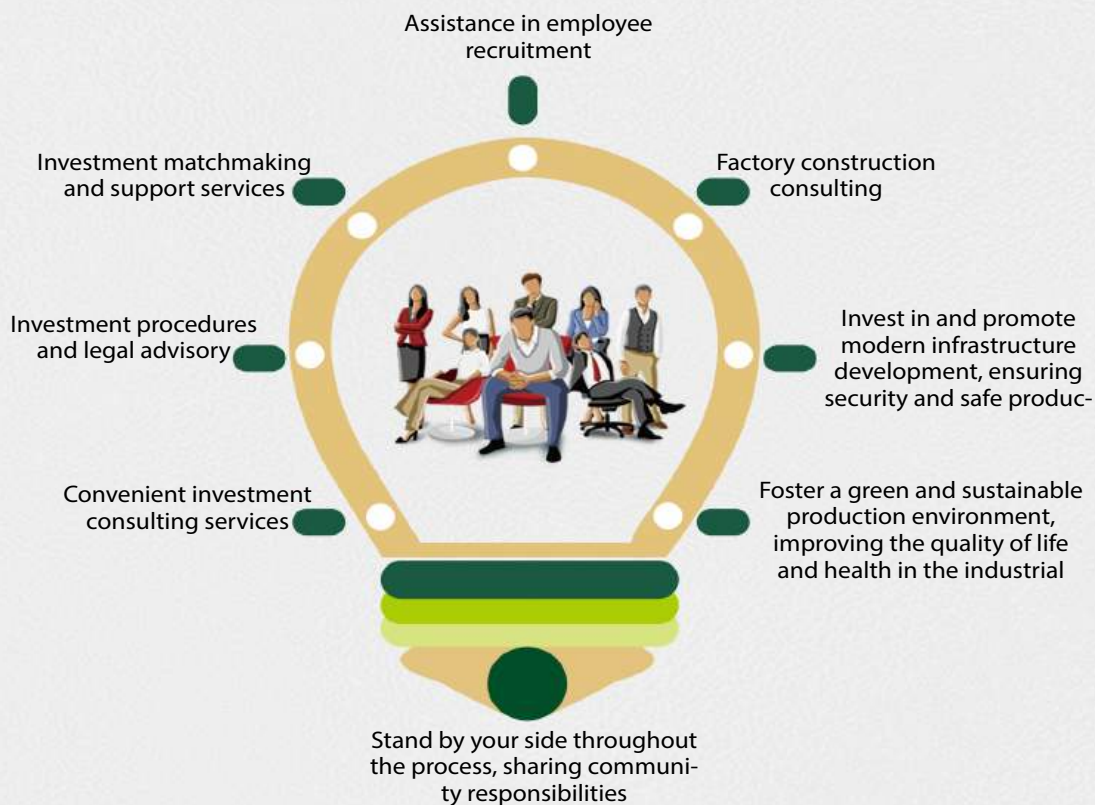 Assistance in employee
recruitment
Investment matchmaking
and support services
Factory construction
consulting
Investment procedures
and legal advisory
Invest in and promote
modern infrastructure
development, ensuring
security and safe produc-
Convenient investment
consulting services
Foster a green and sustainable
production environment,
improving the quality of life
and health in the industrial
Stand by your side throughout
the process, sharing communi-
ty responsibilities